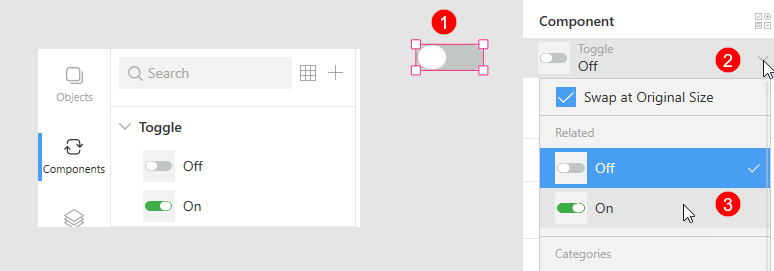 Objects
Components
Search
Toggle
Off
On
1
Component
Toggle
Off
2
Swap at Original Size
Related
Off
On
3
Categories